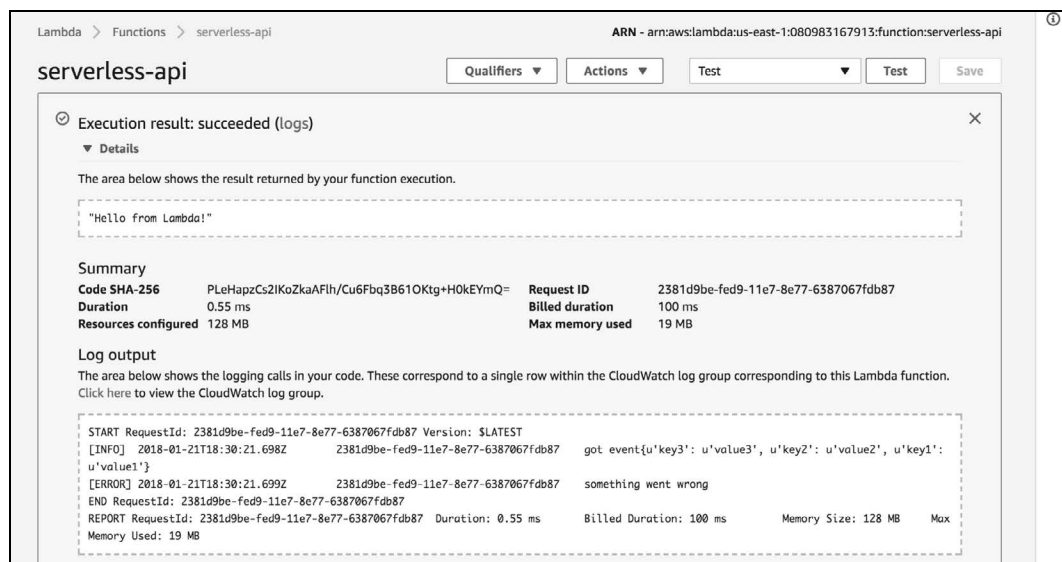 Lambda > Functions > serverless-api ARN - arn:aws:lambda:us-east-1:080983167913:function:serverless-api
serverless-api Qualifiers ▼ Actions ▼ Test ▼ Test Save
Execution result: succeeded (logs)
▼ Details
The area below shows the result returned by your function execution.
"Hello from Lambda!"
Summary
Code SHA-256 PLeHapzCs2IKoZkaAFlh/Cu6Fbq3B61OKtg+H0kEYmQ= Request ID 2381d9be-fed9-11e7-8e77-6387067fdb87
Duration 0.55 ms Billed duration 100 ms
Resources configured 128 MB Max memory used 19 MB
Log output
The area below shows the logging calls in your code. These correspond to a single row within the CloudWatch log group corresponding to this Lambda function.
Click here to view the CloudWatch log group.
START RequestId: 2381d9be-fed9-11e7-8e77-6387067fdb87 Version: $LATEST
[INFO] 2018-01-21T18:30:21.698Z 2381d9be-fed9-11e7-8e77-6387067fdb87 got event{u'key3': u'value3', u'key2': u'value2', u'key1':
u'value1'}
[ERROR] 2018-01-21T18:30:21.699Z 2381d9be-fed9-11e7-8e77-6387067fdb87 something went wrong
END RequestId: 2381d9be-fed9-11e7-8e77-6387067fdb87
REPORT RequestId: 2381d9be-fed9-11e7-8e77-6387067fdb87 Duration: 0.55 ms Billed Duration: 100 ms Memory Size: 128 MB Max
Memory Used: 19 MB